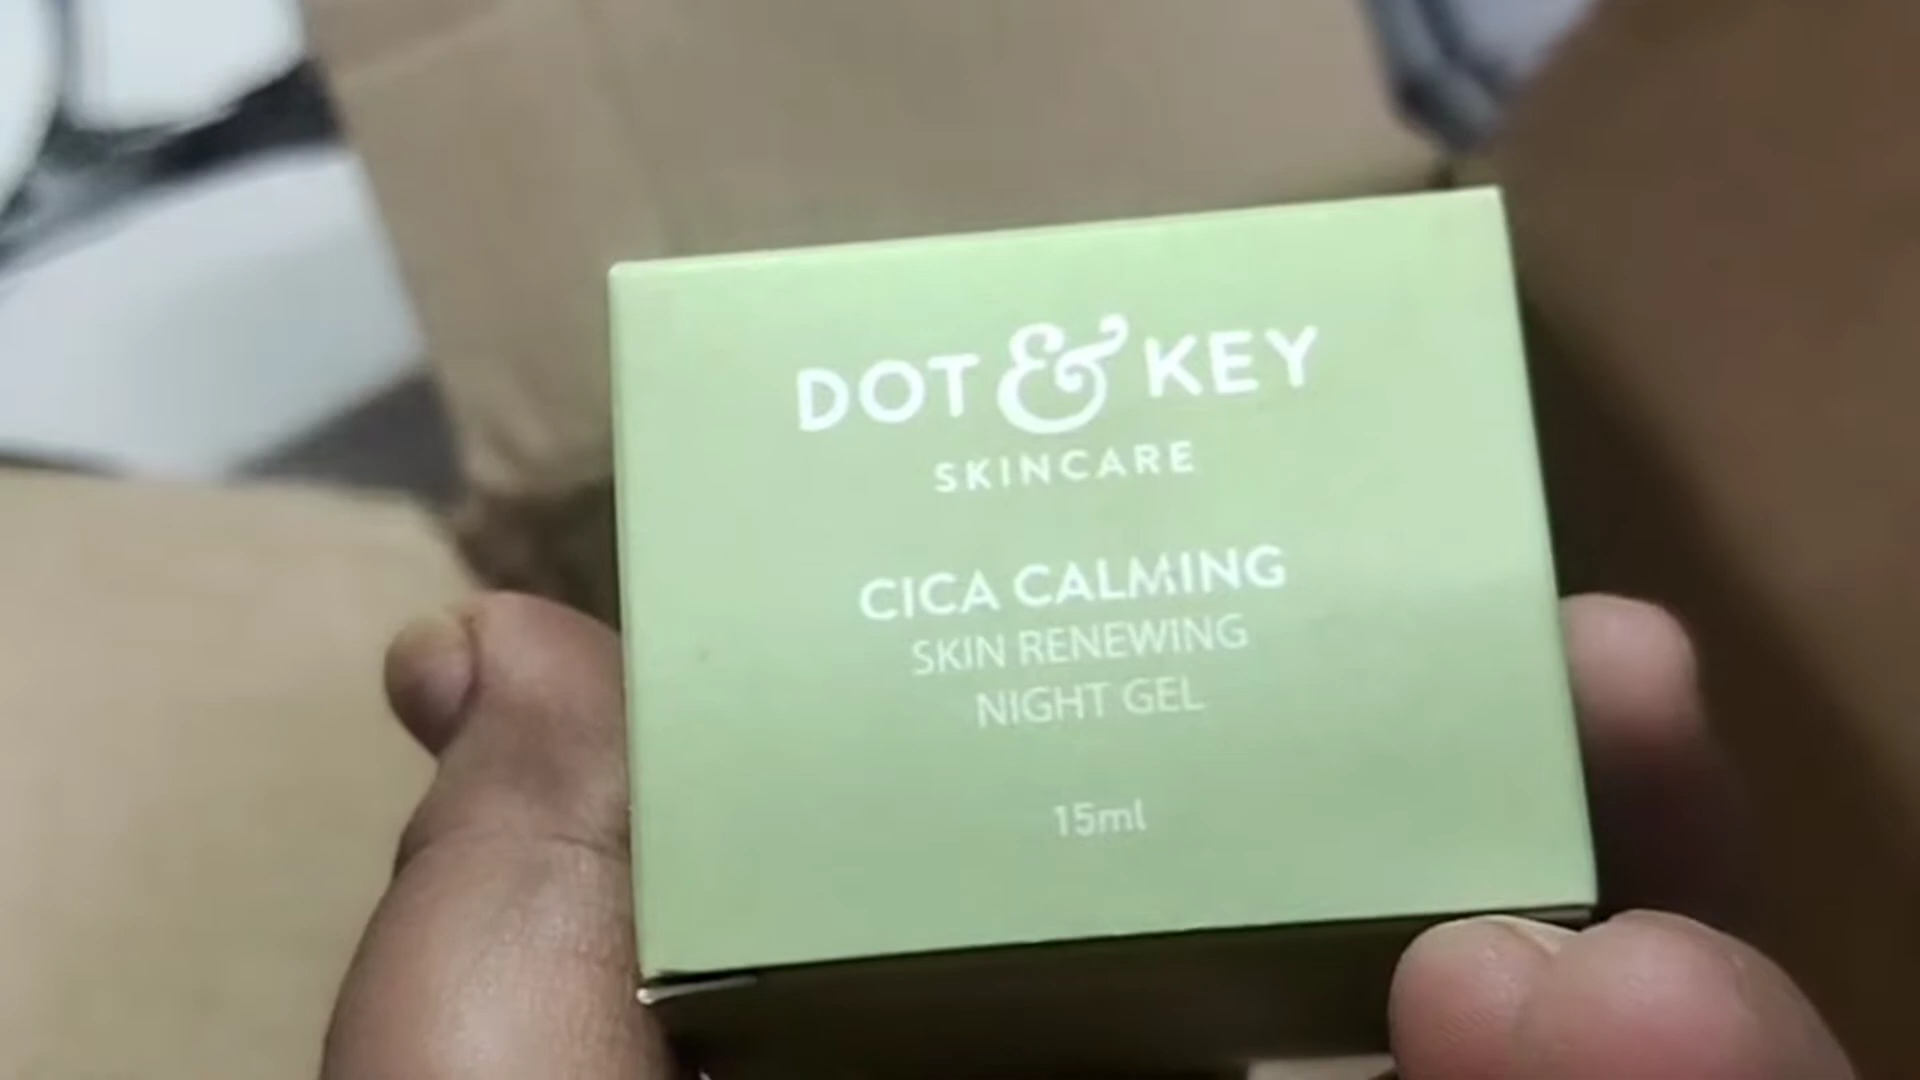 DOT & KEY
SKINCARE
CICA CALMING
SKIN RENEWING
NIGHT GEL
15ml